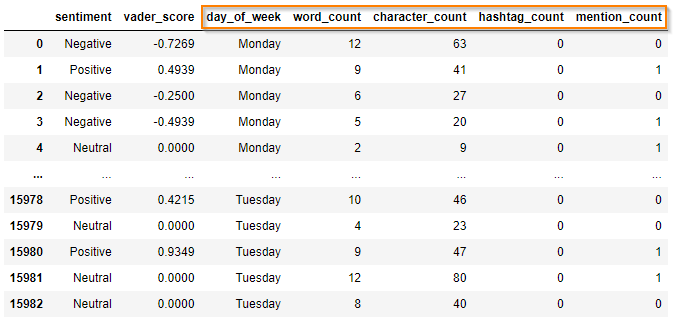 sentiment vader_score day_of_week word_count character_count hashtag_count mention_count
0 Negative -0.7269 Monday 12 63 0 0
1 Positive 0.4939 Monday 9 41 0 1
2 Negative -0.2500 Monday 6 27 0 0
3 Negative -0.4939 Monday 5 20 0 1
4 Neutral 0.0000 Monday 2 9 0 1
... ... ... ... ... ... ... ...
15978 Positive 0.4215 Tuesday 10 46 0 0
15979 Neutral 0.0000 Tuesday 4 23 0 0
15980 Positive 0.9349 Tuesday 9 47 0 1
15981 Neutral 0.0000 Tuesday 12 80 0 1
15982 Neutral 0.0000 Tuesday 8 40 0 0